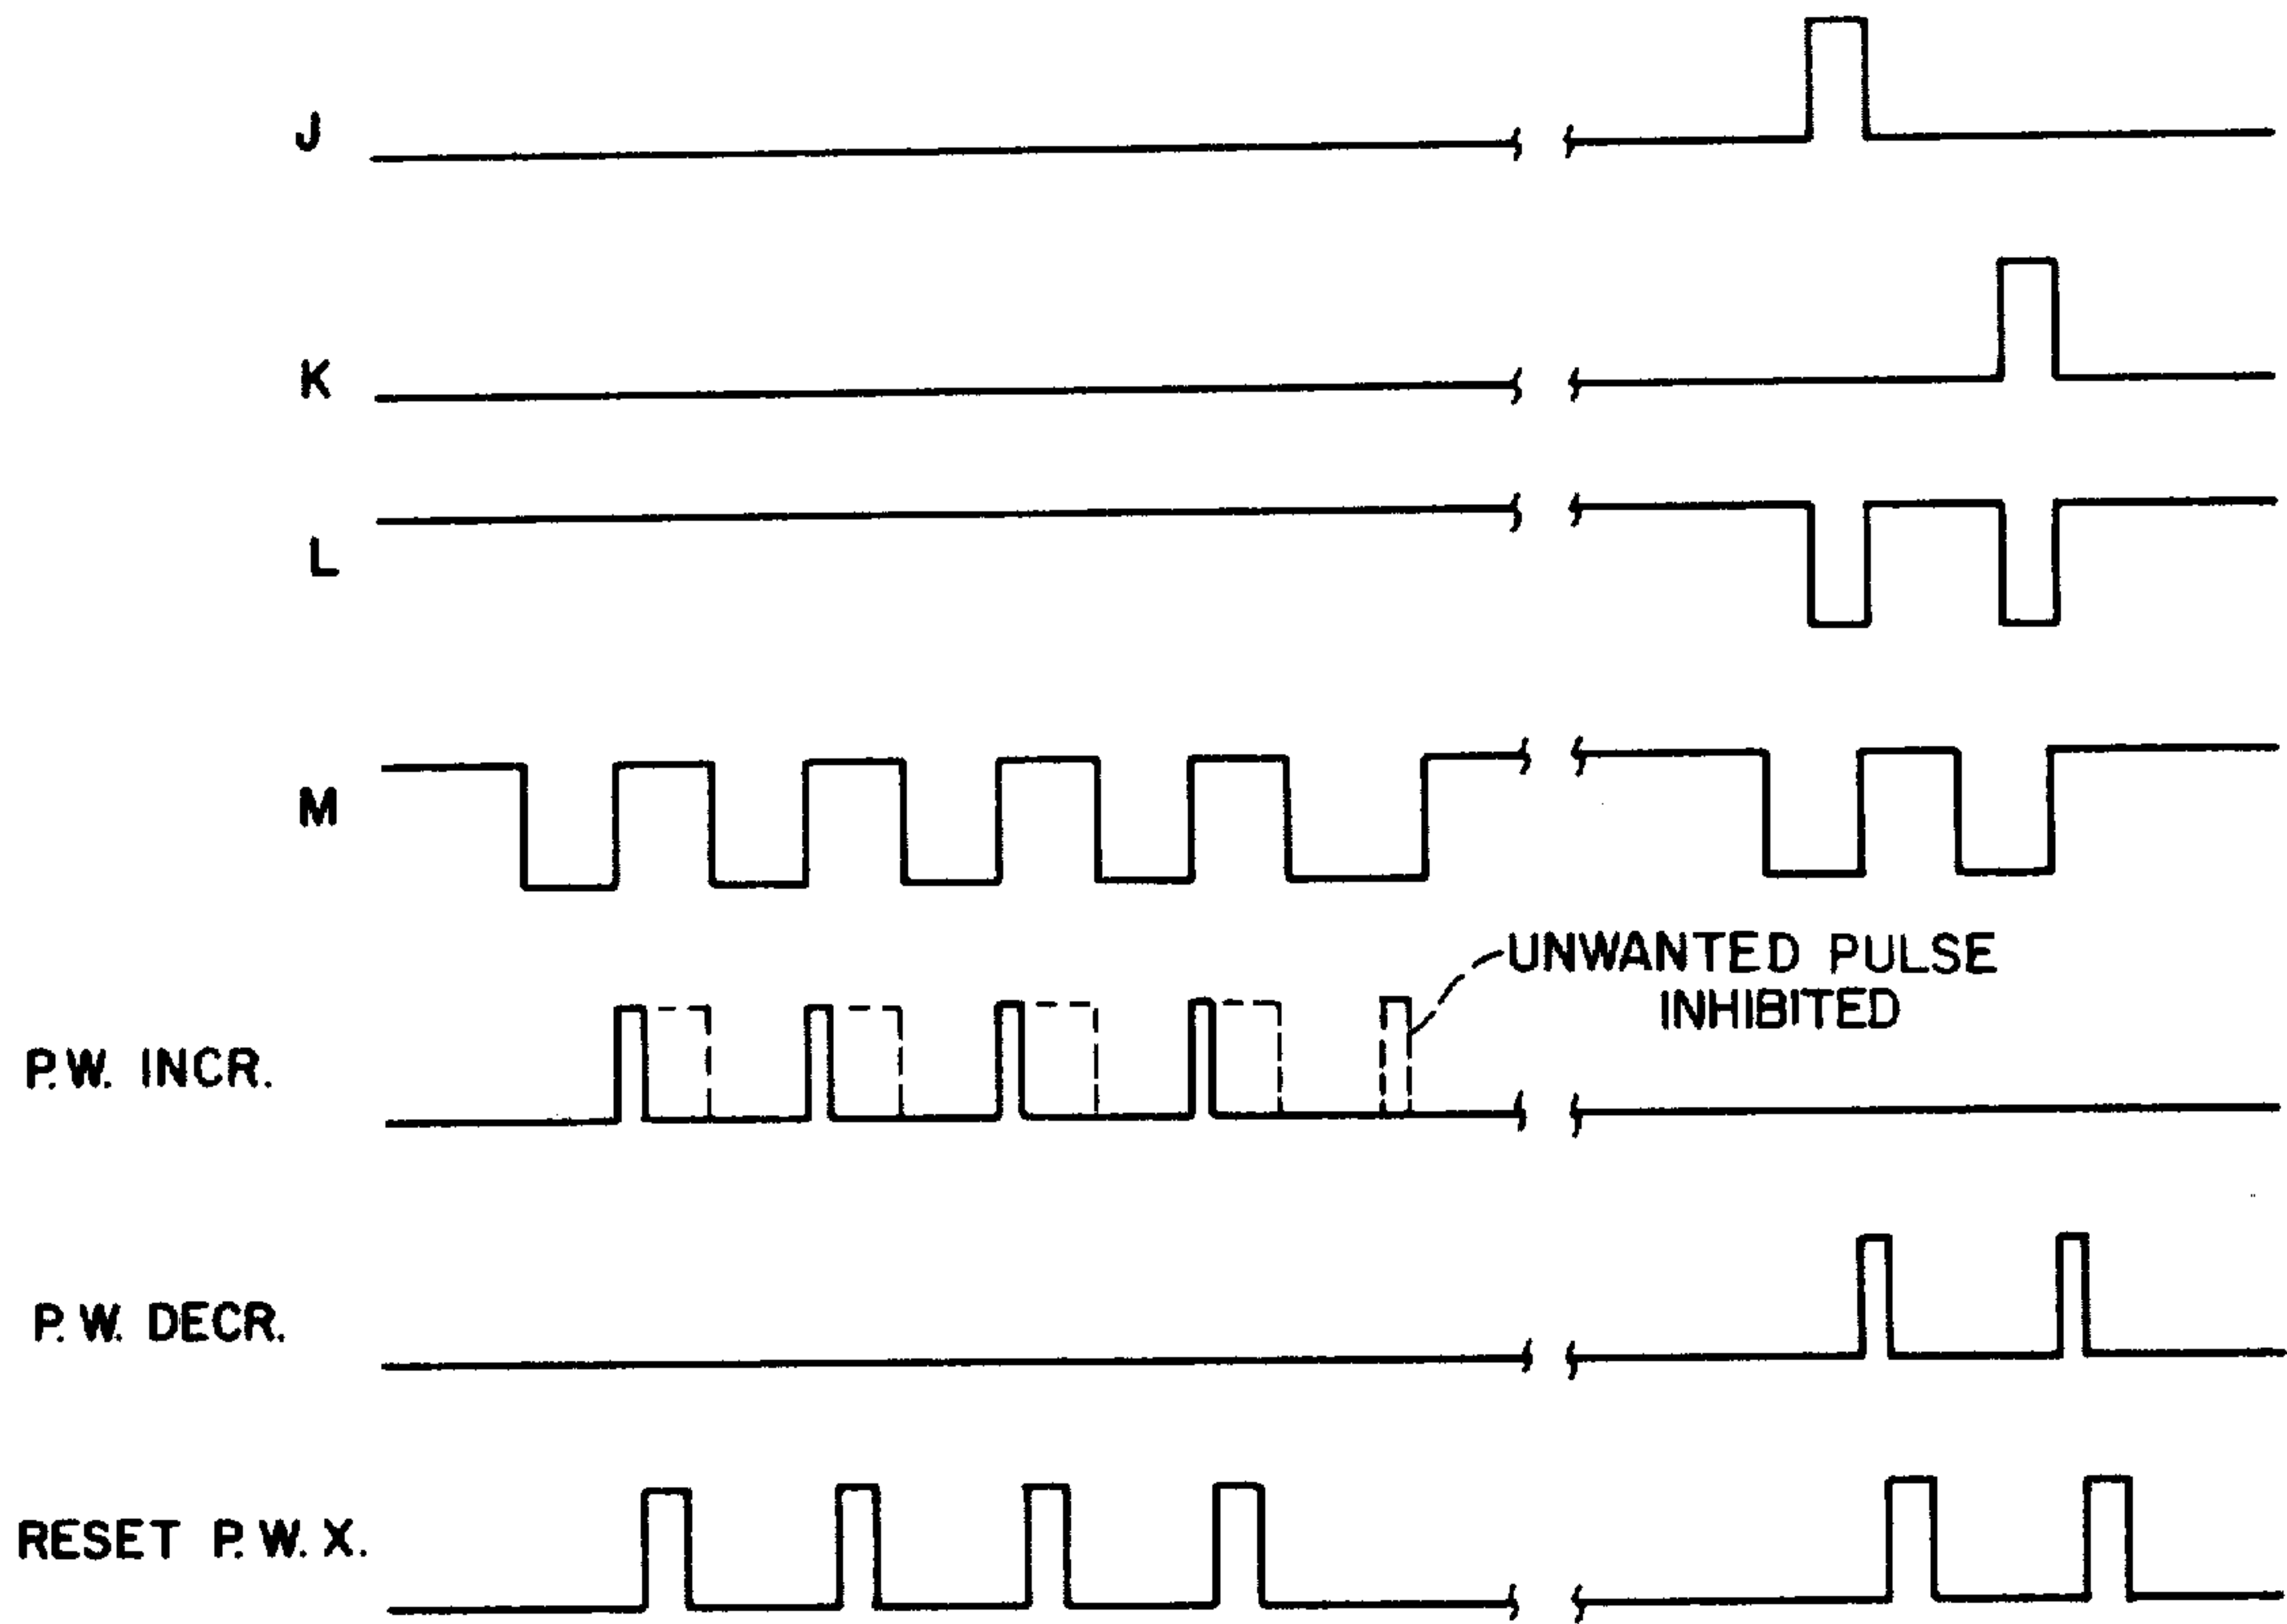 J
K
L
M
UNWANTED PULSE
INHIBITED
P.W. INCR.
P.W. DECR.
RESET P.W.X.